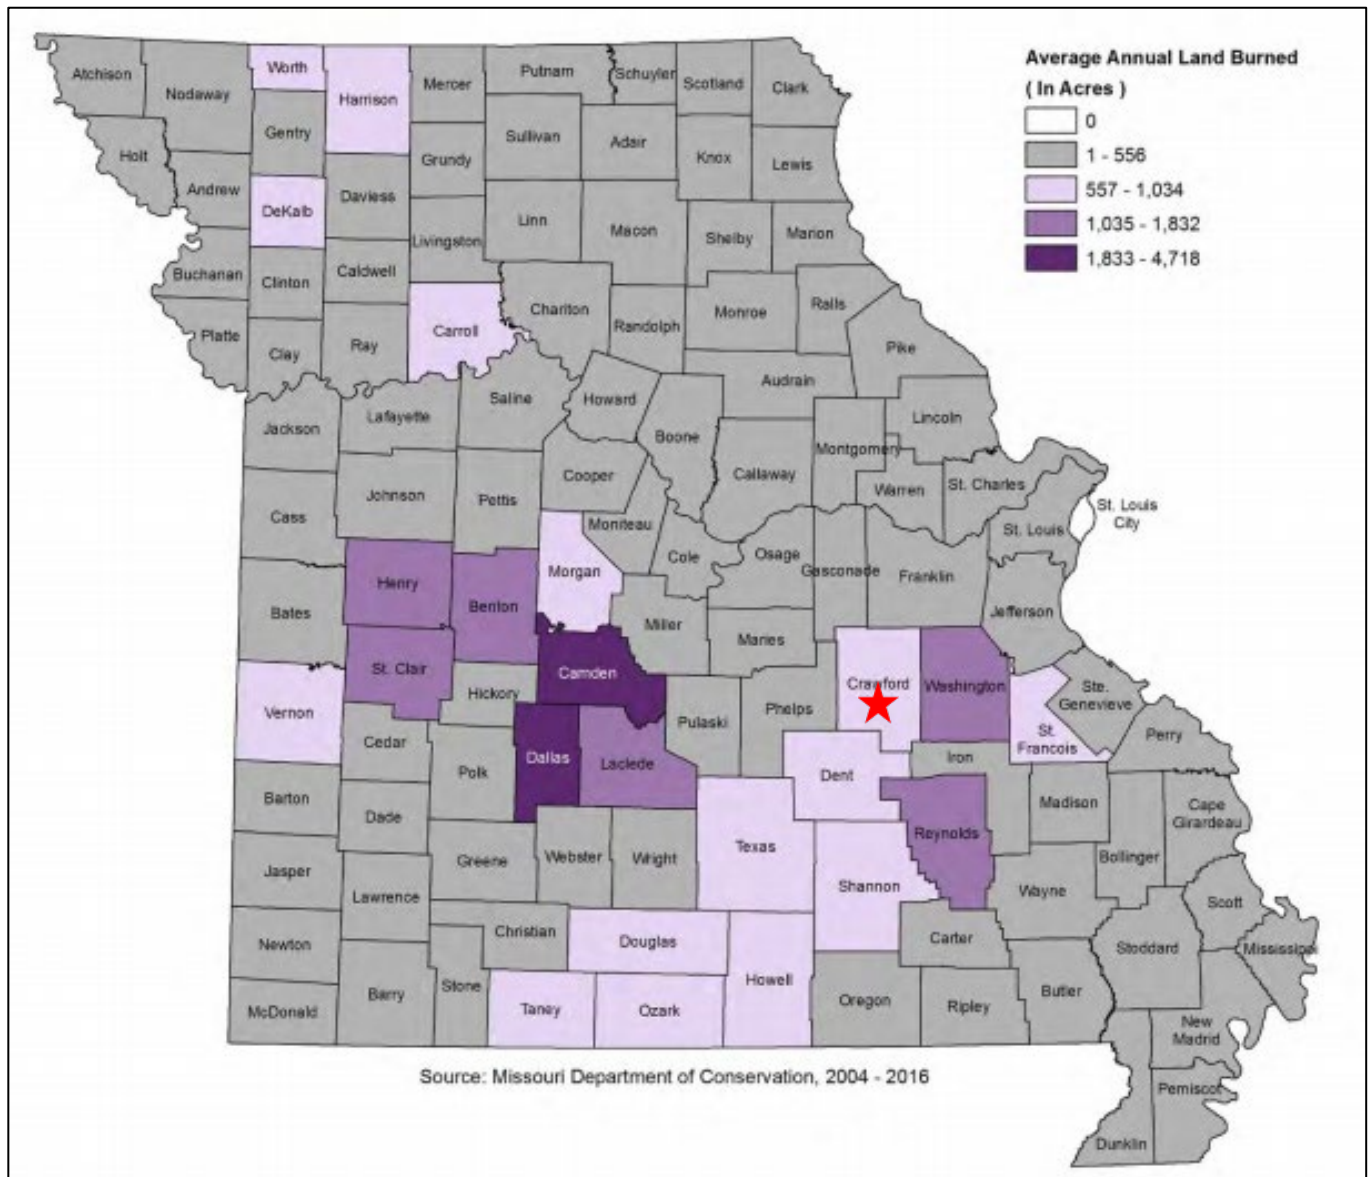 Average Annual Land Burned
( In Acres )
0
1 - 556
557 - 1,034
1,035 - 1,832
1,833 - 4,718
Atchison
Nodaway
Worth
Harrison
Mercer
Putnam
Schuyler
Scotland
Clark
Holt
Gentry
Grundy
Sullivan
Adair
Knox
Lewis
Andrew
DeKalb
Daviess
Livingston
Linn
Macon
Shelby
Marion
Buchanan
Clinton
Caldwell
Platte
Clay
Ray
Carroll
Chariton
Randolph
Monroe
Ralls
Pike
Audrain
Jackson
Lafayette
Saline
Howard
Boone
Callaway
Montgomery
Lincoln
Warren
St. Charles
St. Louis
St. Louis
City
Cass
Johnson
Pettis
Cooper
Moniteau
Cole
Osage
Gasconade
Franklin
Jefferson
Bates
Henry
Benton
Morgan
Miller
Maries
Vernon
St. Clair
Hickory
Camden
Pulaski
Phelps
Crawford
Washington
St.
Francois
Ste.
Genevieve
Perry
Cedar
Polk
Dallas
Laclede
Dent
Iron
Madison
Cape
Girardeau
Barton
Dade
Greene
Webster
Wright
Texas
Shannon
Reynolds
Wayne
Bollinger
Scott
Jasper
Lawrence
Christian
Douglas
Howell
Carter
Stoddard
Mississippi
Newton
Barry
Stone
Taney
Ozark
Oregon
Ripley
Butler
New
Madrid
McDonald
Pemiscot
Dunklin
Source: Missouri Department of Conservation, 2004 - 2016